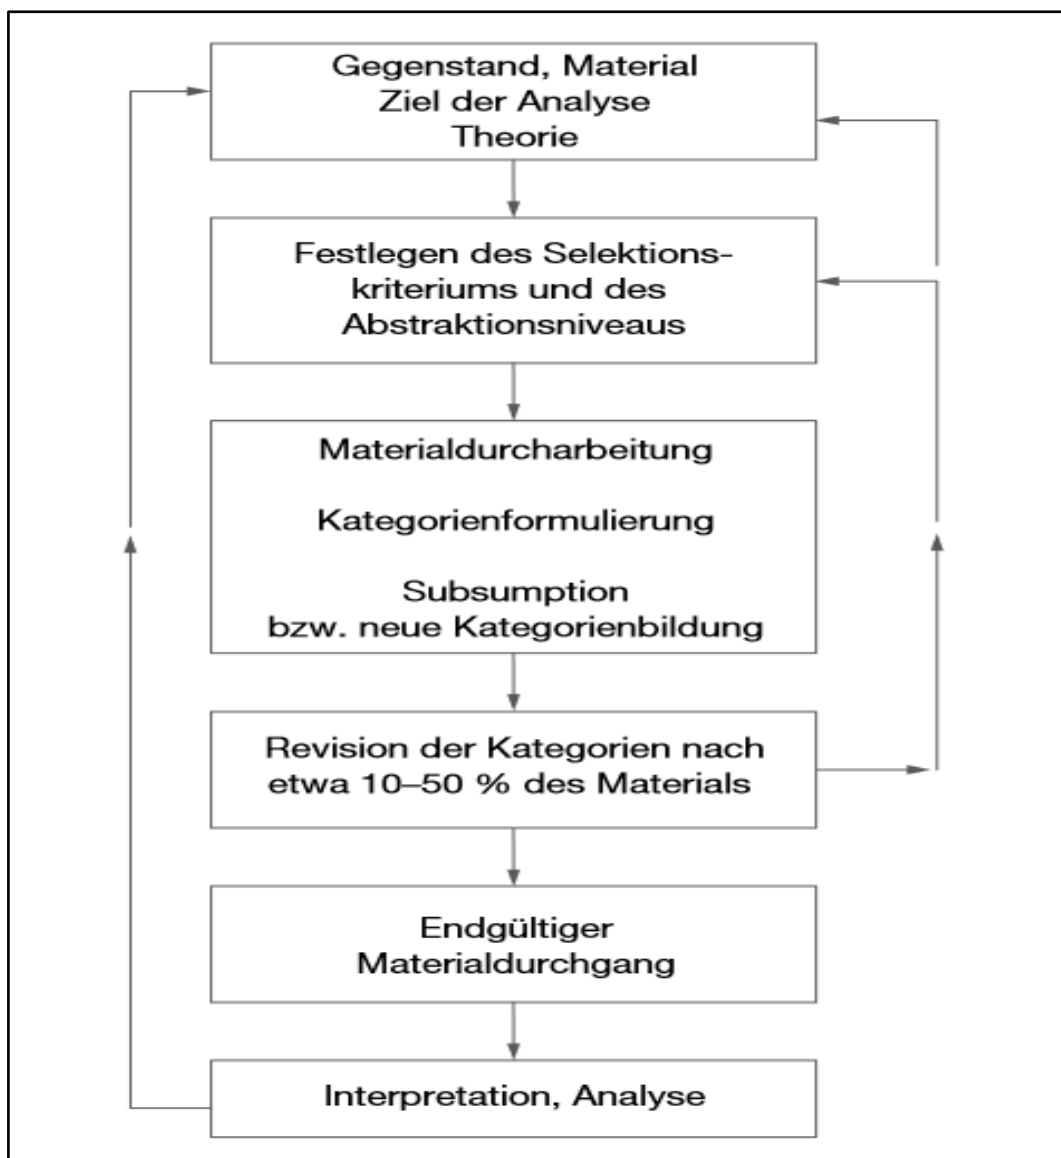 Gegenstand, Material
Ziel der Analyse
Theorie
Festlegen des Selektions-
kriteriums und des
Abstraktionsniveaus
Materialdurcharbeitung
Kategorienformulierung
Subsumption
bzw. neue Kategorienbildung
Revision der Kategorien nach
etwa 10–50 % des Materials
Endgültiger
Materialdurchgang
Interpretation, Analyse